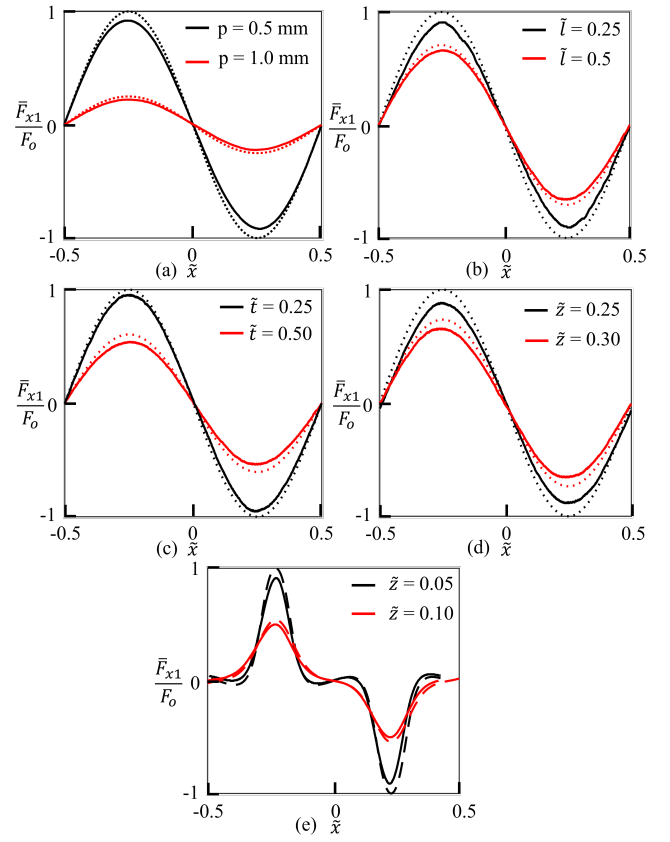 1
p = 0.5 mm
p = 1.0 mm
F̄x1
Fo
0
-1
-0.5
0
0.5
(a) x̃
1
l̃ = 0.25
l̃ = 0.5
F̄x1
Fo
0
-1
-0.5
0
0.5
(b) x̃
1
t̃ = 0.25
t̃ = 0.50
F̄x1
Fo
0
-1
-0.5
0
0.5
(c) x̃
1
z̃ = 0.25
z̃ = 0.30
F̄x1
Fo
0
-1
-0.5
0
0.5
(d) x̃
1
z̃ = 0.05
z̃ = 0.10
F̄x1
Fo
0
-1
-0.5
0
0.5
(e) x̃